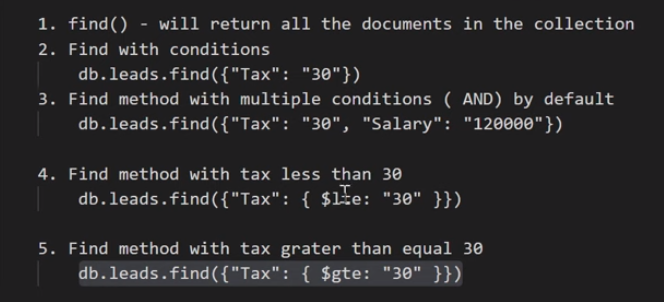 1. find() - will return all the documents in the collection
2. Find with conditions
db.leads.find({"Tax": "30"})
3. Find method with multiple conditions ( AND) by default
db.leads.find({"Tax": "30", "Salary": "120000"})
4. Find method with tax less than 30
db.leads.find({"Tax": { $lte: "30" }})
5. Find method with tax grater than equal 30
db.leads.find({"Tax": { $gte: "30" }})